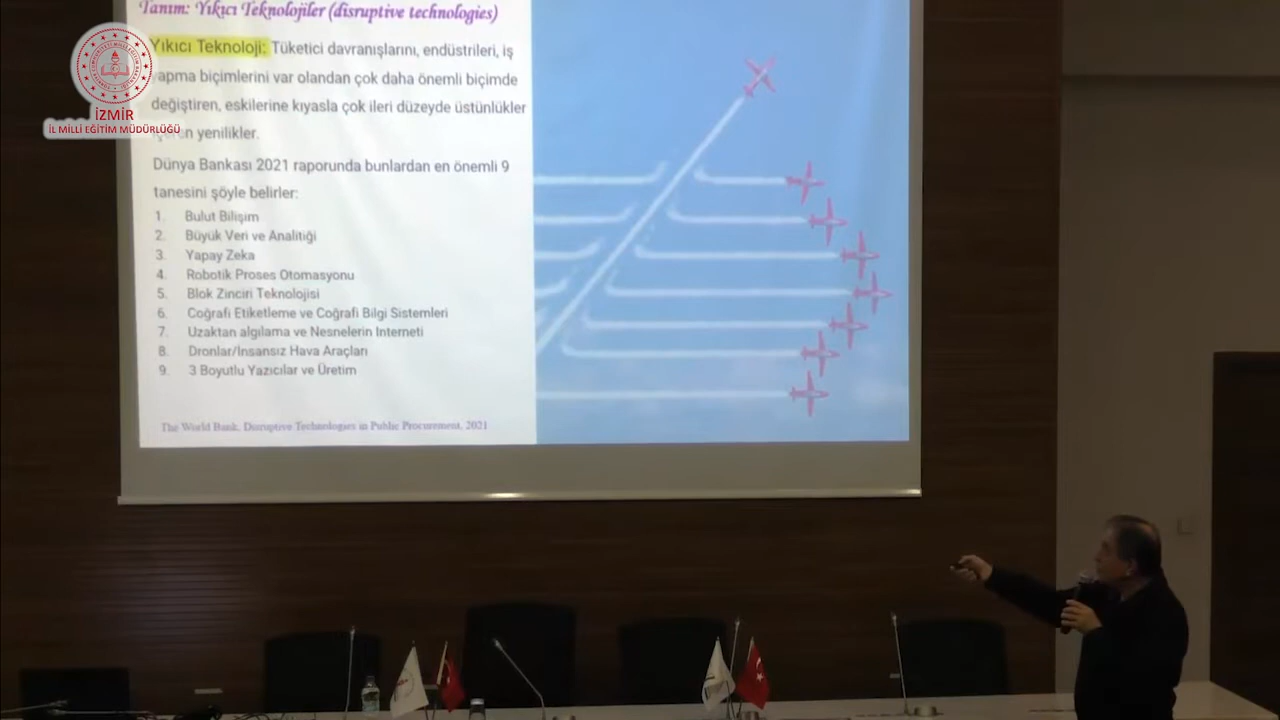 Tanım: Yıkıcı Teknolojiler (disruptive technologies)
Yıkıcı Teknoloji: Tüketici davranışlarını, endüstrileri, iş
yapma biçimlerini var olandan çok daha önemli biçimde
değiştiren, eskilerine kıyasla çok ileri düzeyde üstünlükler
yenilikler.
Dünya Bankası 2021 raporunda bunlardan en önemli 9
tanesini şöyle belirler:
1. Bulut Bilişim
2. Büyük Veri ve Analitiği
3. Yapay Zeka
4. Robotik Proses Otomasyonu
5. Blok Zinciri Teknolojisi
6. Coğrafi Etiketleme ve Coğrafi Bilgi Sistemleri
7. Uzaktan algılama ve Nesnelerin Interneti
8. Dronlar/İnsansız Hava Araçları
9. 3 Boyutlu Yazıcılar ve Üretim
The World Bank, Disruptive Technologies in Public Procurement, 2021
İZMİR
İL MİLLİ EĞİTİM MÜDÜRLÜĞÜ